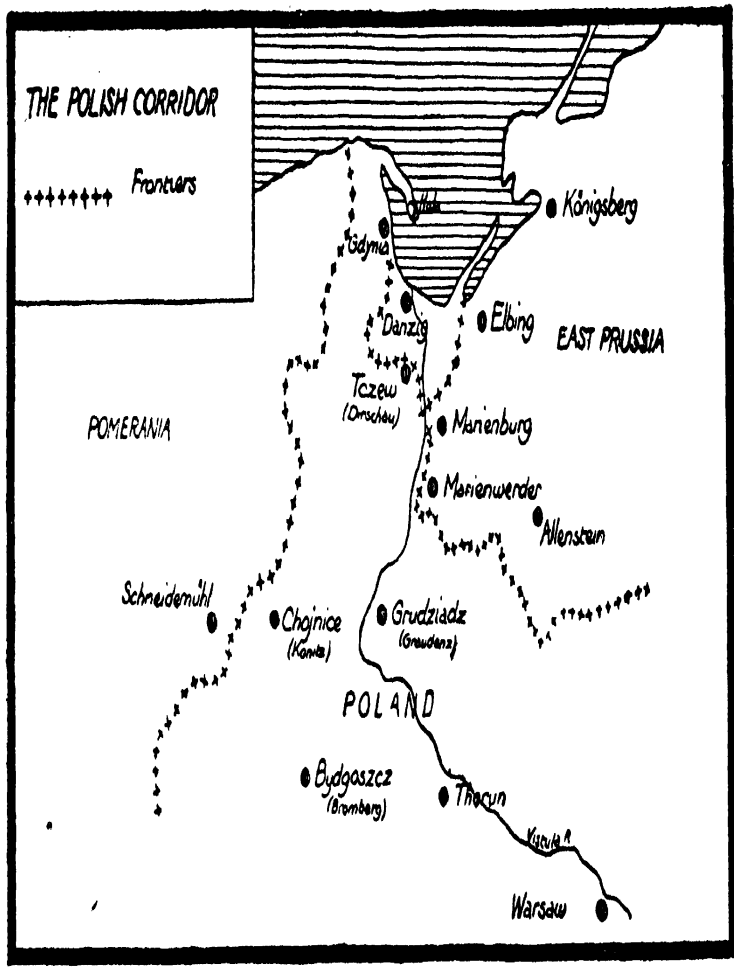 THE POLISH CORRIDOR
Frontiers
Hela
Königsberg
Gdynia
Danzig
Elbing
EAST PRUSSIA
Tczew
(Dirschau)
POMERANIA
Marienburg
Marienwerder
Allenstein
Schneidemühl
Chojnice
(Konitz)
Grudziadz
(Graudenz)
POLAND
Bydgoszcz
(Bromberg)
Thorun
Vistula R
Warsaw